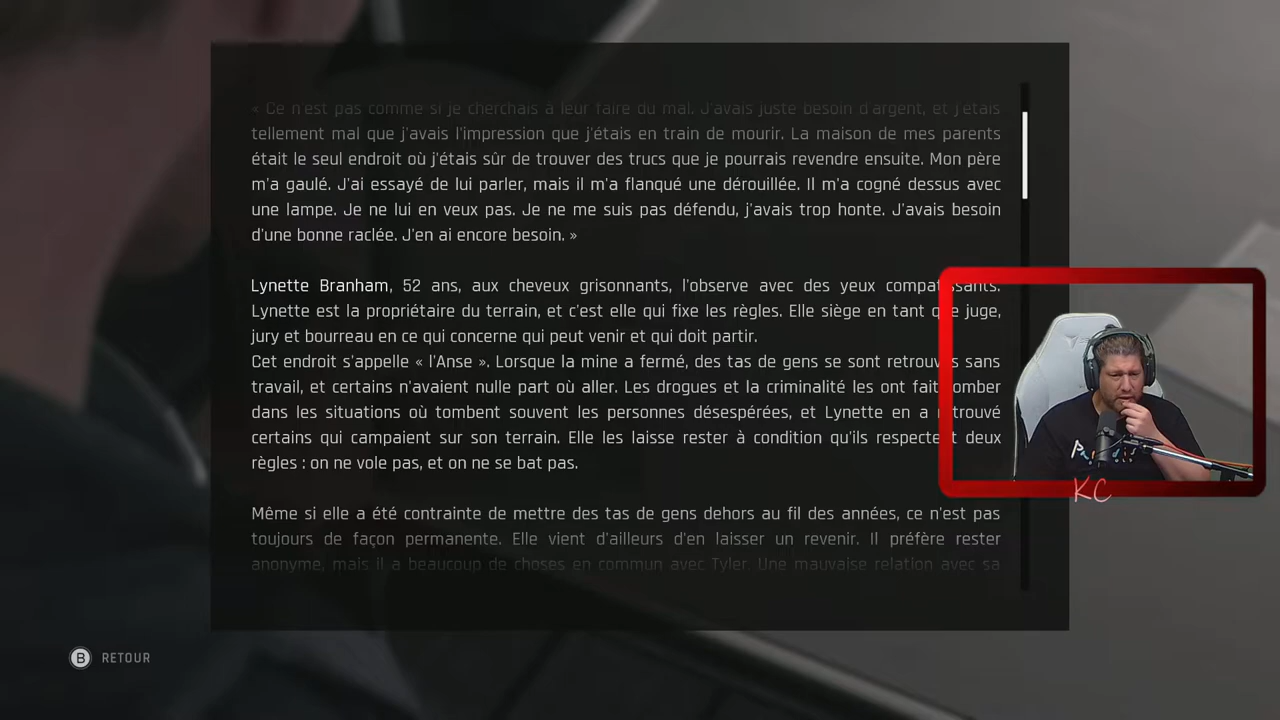 « Ce n'est pas comme si je cherchais à leur faire du mal. J'avais juste besoin d'argent, et j'étais
tellement mal que j'avais l'impression que j'étais en train de mourir. La maison de mes parents
était le seul endroit où j'étais sûr de trouver des trucs que je pourrais revendre ensuite. Mon père
m'a gaulé. J'ai essayé de lui parler, mais il m'a flanqué une dérouillée. Il m'a cogné dessus avec
une lampe. Je ne lui en veux pas. Je ne me suis pas défendu, j'avais trop honte. J'avais besoin
d'une bonne raclée. J'en ai encore besoin. »
Lynette Branham, 52 ans, aux cheveux grisonnants, l'observe avec des yeux
Lynette est la propriétaire du terrain, et c'est elle qui fixe les règles. Elle siège en tant que juge,
jury et bourreau en ce qui concerne qui peut venir et qui doit partir.
Cet endroit s'appelle « l'Anse ». Lorsque la mine a fermé, des tas de gens se sont retrouvés sans
travail, et certains n'avaient nulle part où aller. Les drogues et la criminalité les ont fait tomber
dans les situations où tombent souvent les personnes désespérées, et Lynette en a retrouvé
certains qui campaient sur son terrain. Elle les laisse rester à condition qu'ils respectent deux
règles : on ne vole pas, et on ne se bat pas.
Même si elle a été contrainte de mettre des tas de gens dehors au fil des années, ce n'est pas
toujours de façon permanente. Elle vient d'ailleurs d'en laisser un revenir. Il préfère rester
anonyme, mais il a beaucoup de choses en commun avec Tyler. Une mauvaise relation avec sa
KC
B RETOUR